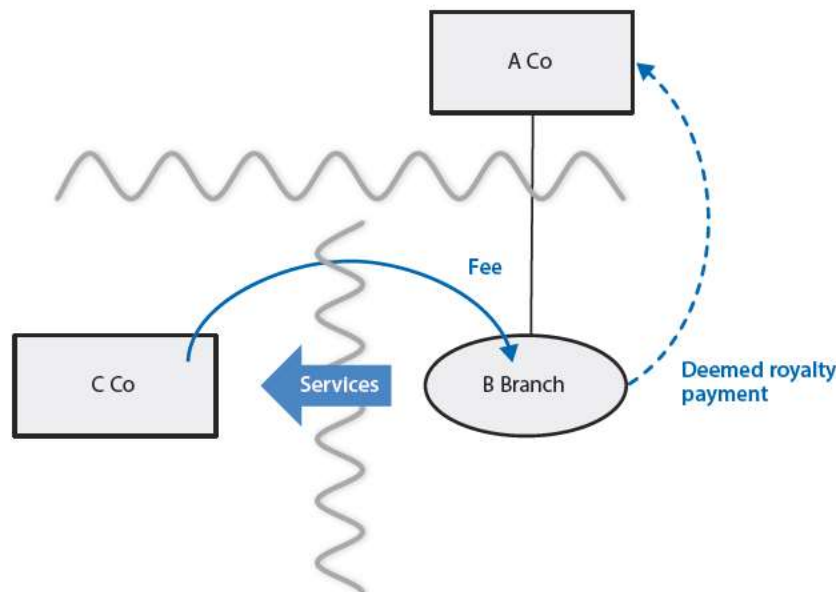 A Co
Fee
C Co
Services
B Branch
Deemed royalty
payment